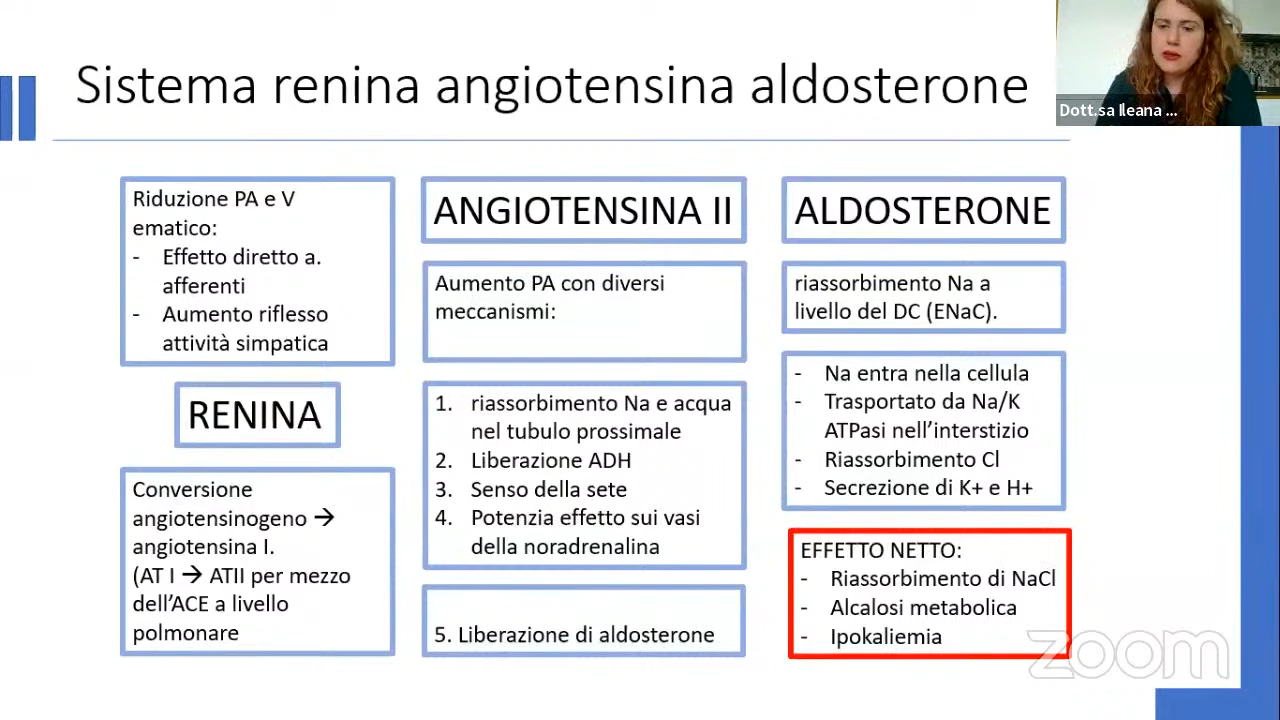 Sistema renina angiotensina aldosterone
Dott.sa Ileana ...
Riduzione PA e V
ematico:
- Effetto diretto a.
afferenti
- Aumento riflesso
attività simpatica
RENINA
Conversione
angiotensinogeno →
angiotensina I.
(AT I → ATII per mezzo
dell’ACE a livello
polmonare
ANGIOTENSINA II
Aumento PA con diversi
meccanismi:
1. riassorbimento Na e acqua
nel tubulo prossimale
2. Liberazione ADH
3. Senso della sete
4. Potenzia effetto sui vasi
della noradrenalina
5. Liberazione di aldosterone
ALDOSTERONE
riassorbimento Na a
livello del DC (ENaC).
- Na entra nella cellula
- Trasportato da Na/K
ATPasi nell’interstizio
- Riassorbimento Cl
- Secrezione di K+ e H+
EFFETTO NETTO:
- Riassorbimento di NaCl
- Alcalosi metabolica
- Ipokaliemia
zoom